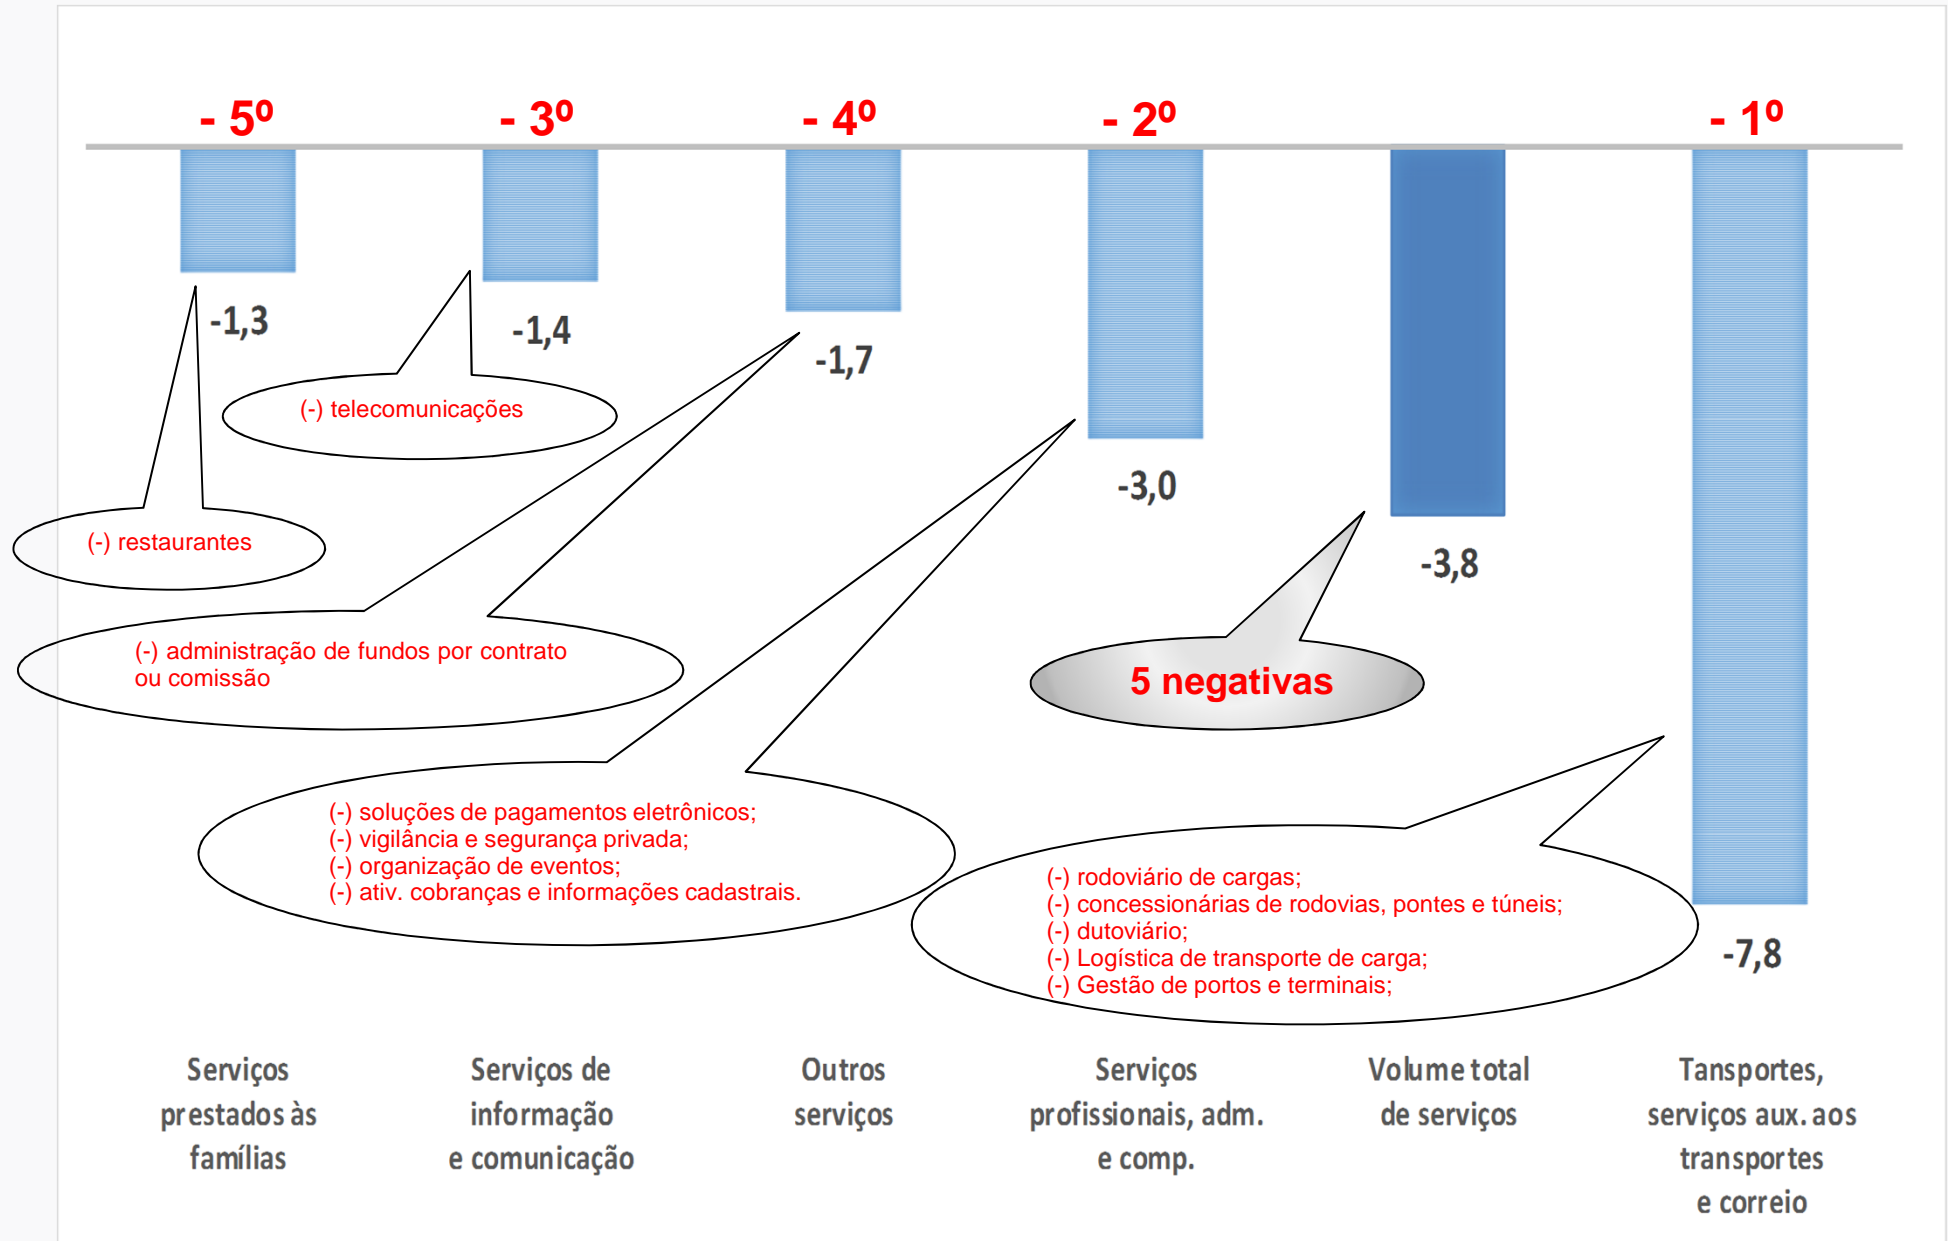 - 5º
- 3º
- 4º
- 2º
- 1º
-1,3
-1,4
-1,7
-3,0
-3,8
-7,8
(-) telecomunicações
(-) restaurantes
(-) administração de fundos por contrato
ou comissão
5 negativas
(-) soluções de pagamentos eletrônicos;
(-) vigilância e segurança privada;
(-) organização de eventos;
(-) ativ. cobranças e informações cadastrais.
(-) rodoviário de cargas;
(-) concessionárias de rodovias, pontes e túneis;
(-) dutoviário;
(-) Logística de transporte de carga;
(-) Gestão de portos e terminais;
Serviços
prestados às
famílias
Serviços de
informação
e comunicação
Outros
serviços
Serviços
profissionais, adm.
e comp.
Volume total
de serviços
Tansportes,
serviços aux. aos
transportes
e correio